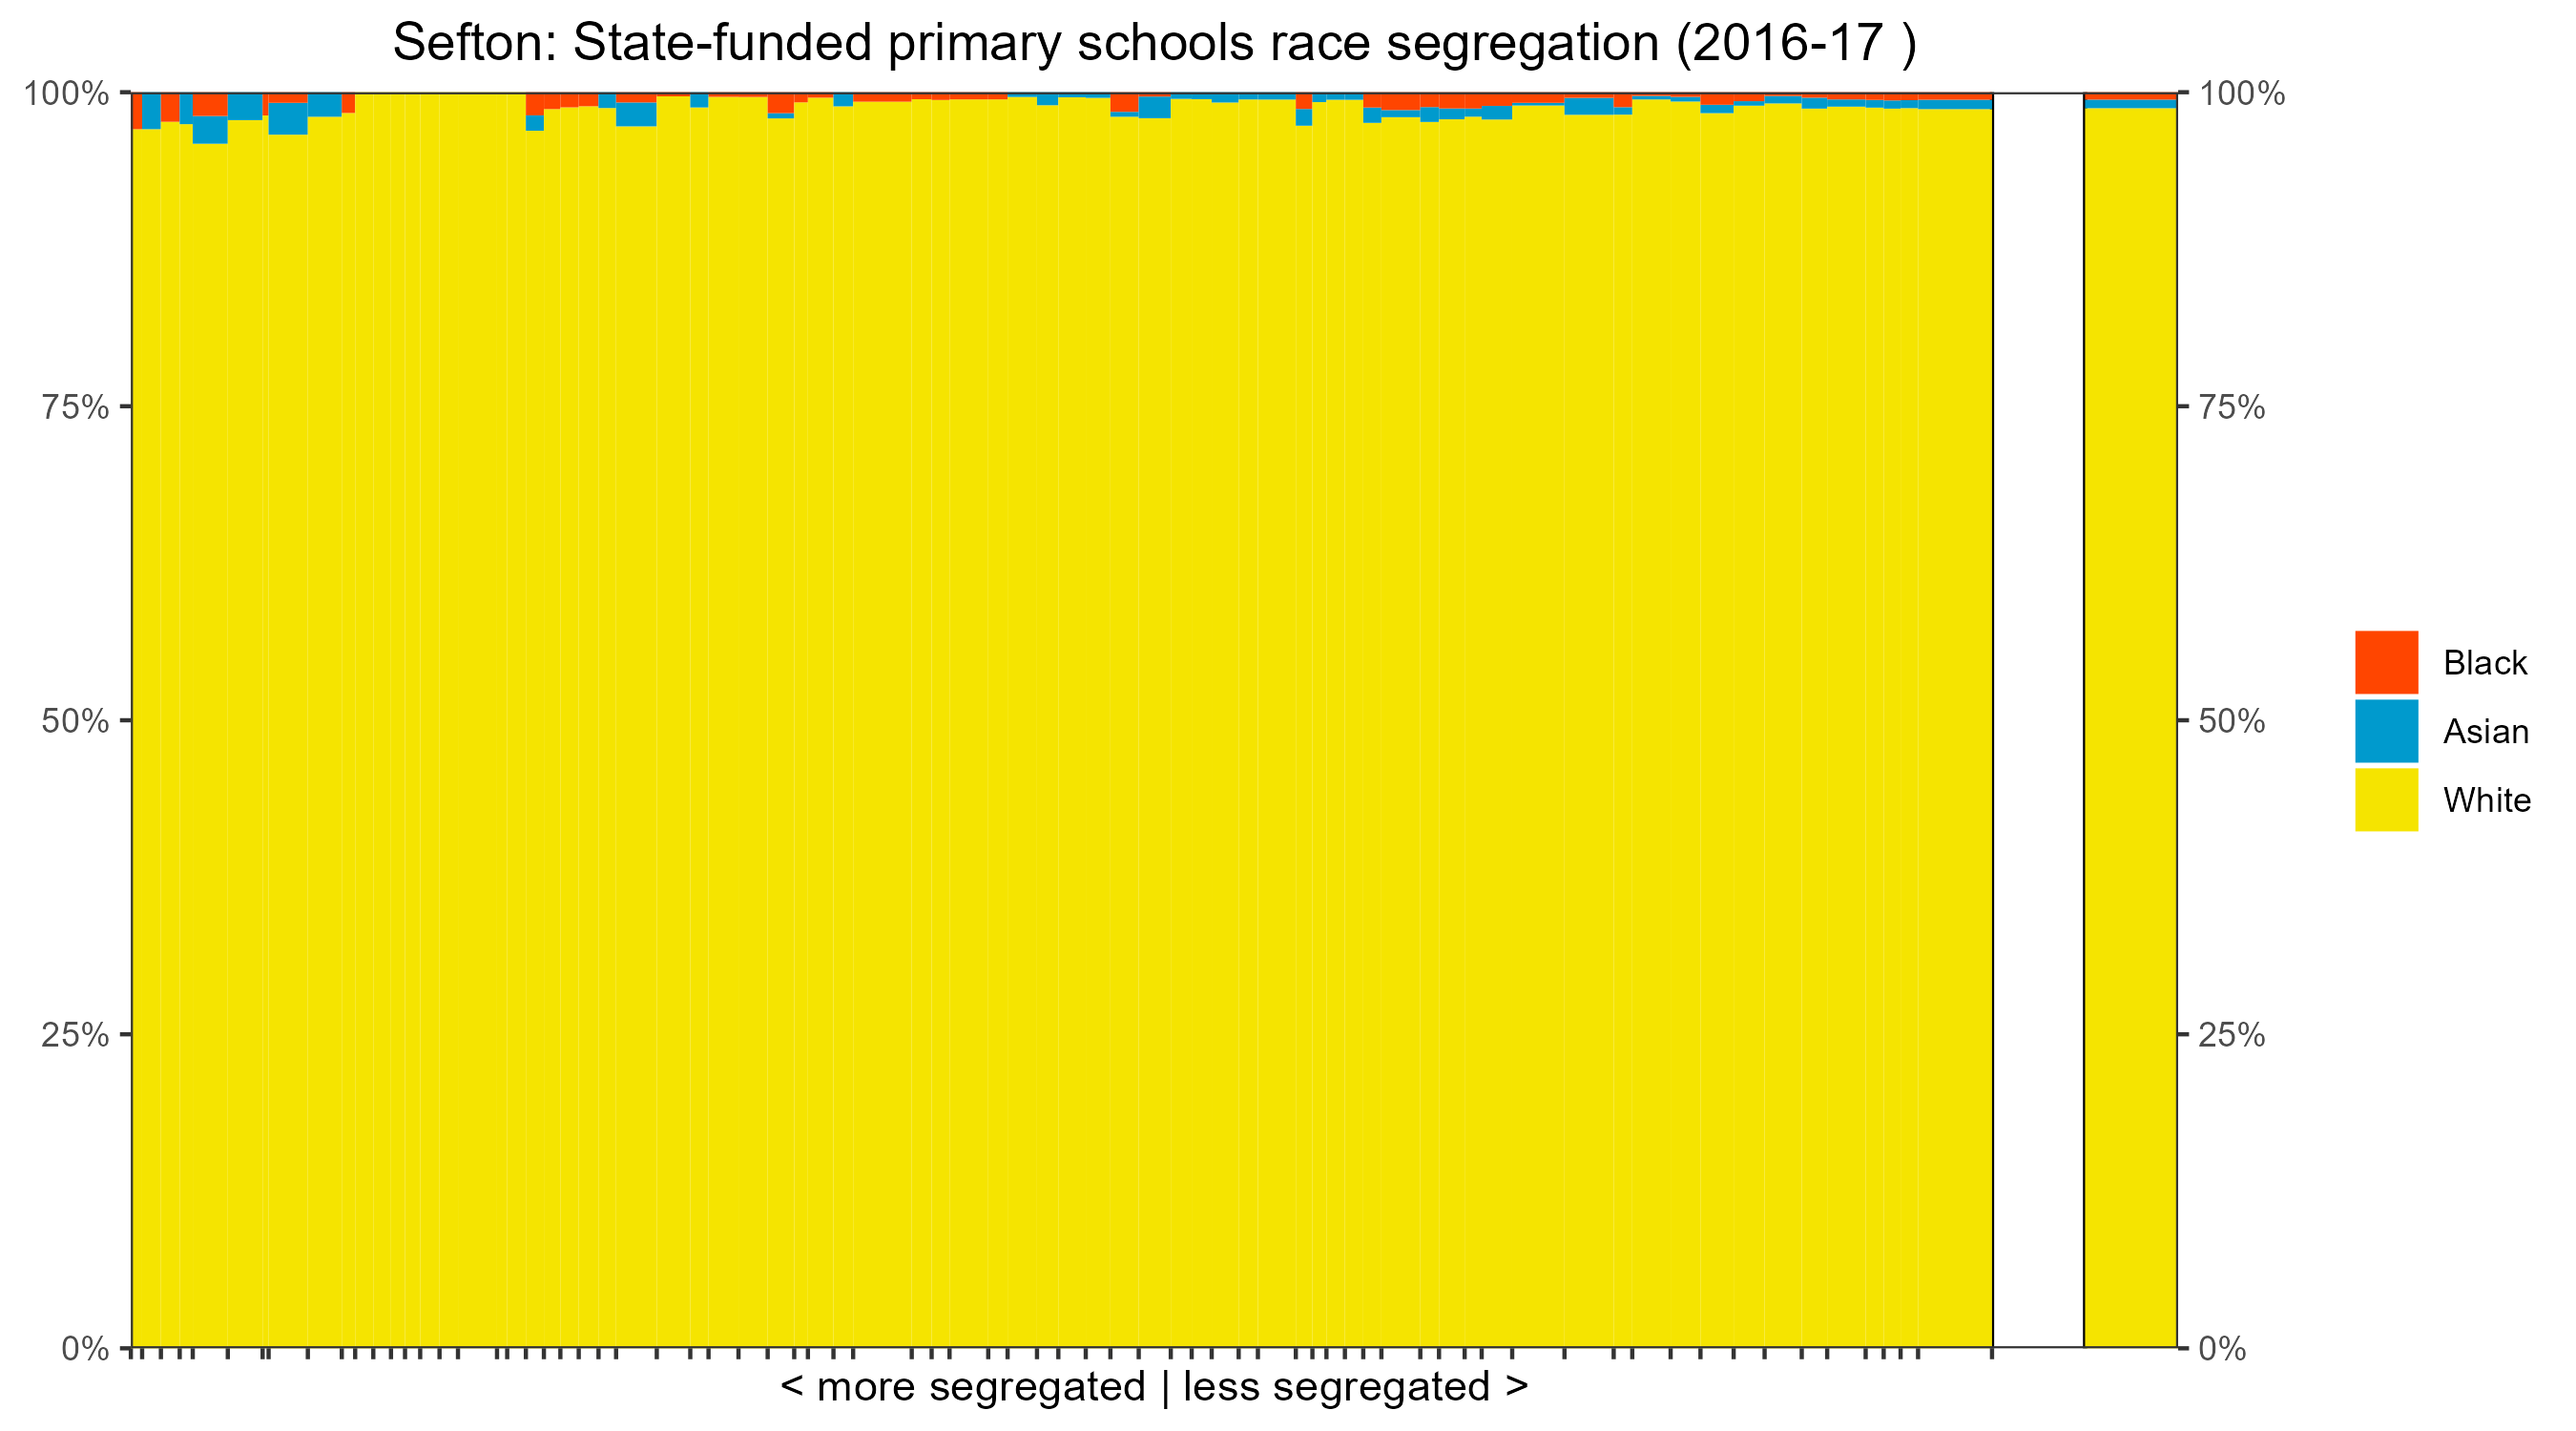 Sefton: State-funded primary schools race segregation (2016-17 )
100%
75%
50%
25%
0%
100%
75%
50%
25%
0%
Black
Asian
White
< more segregated | less segregated >